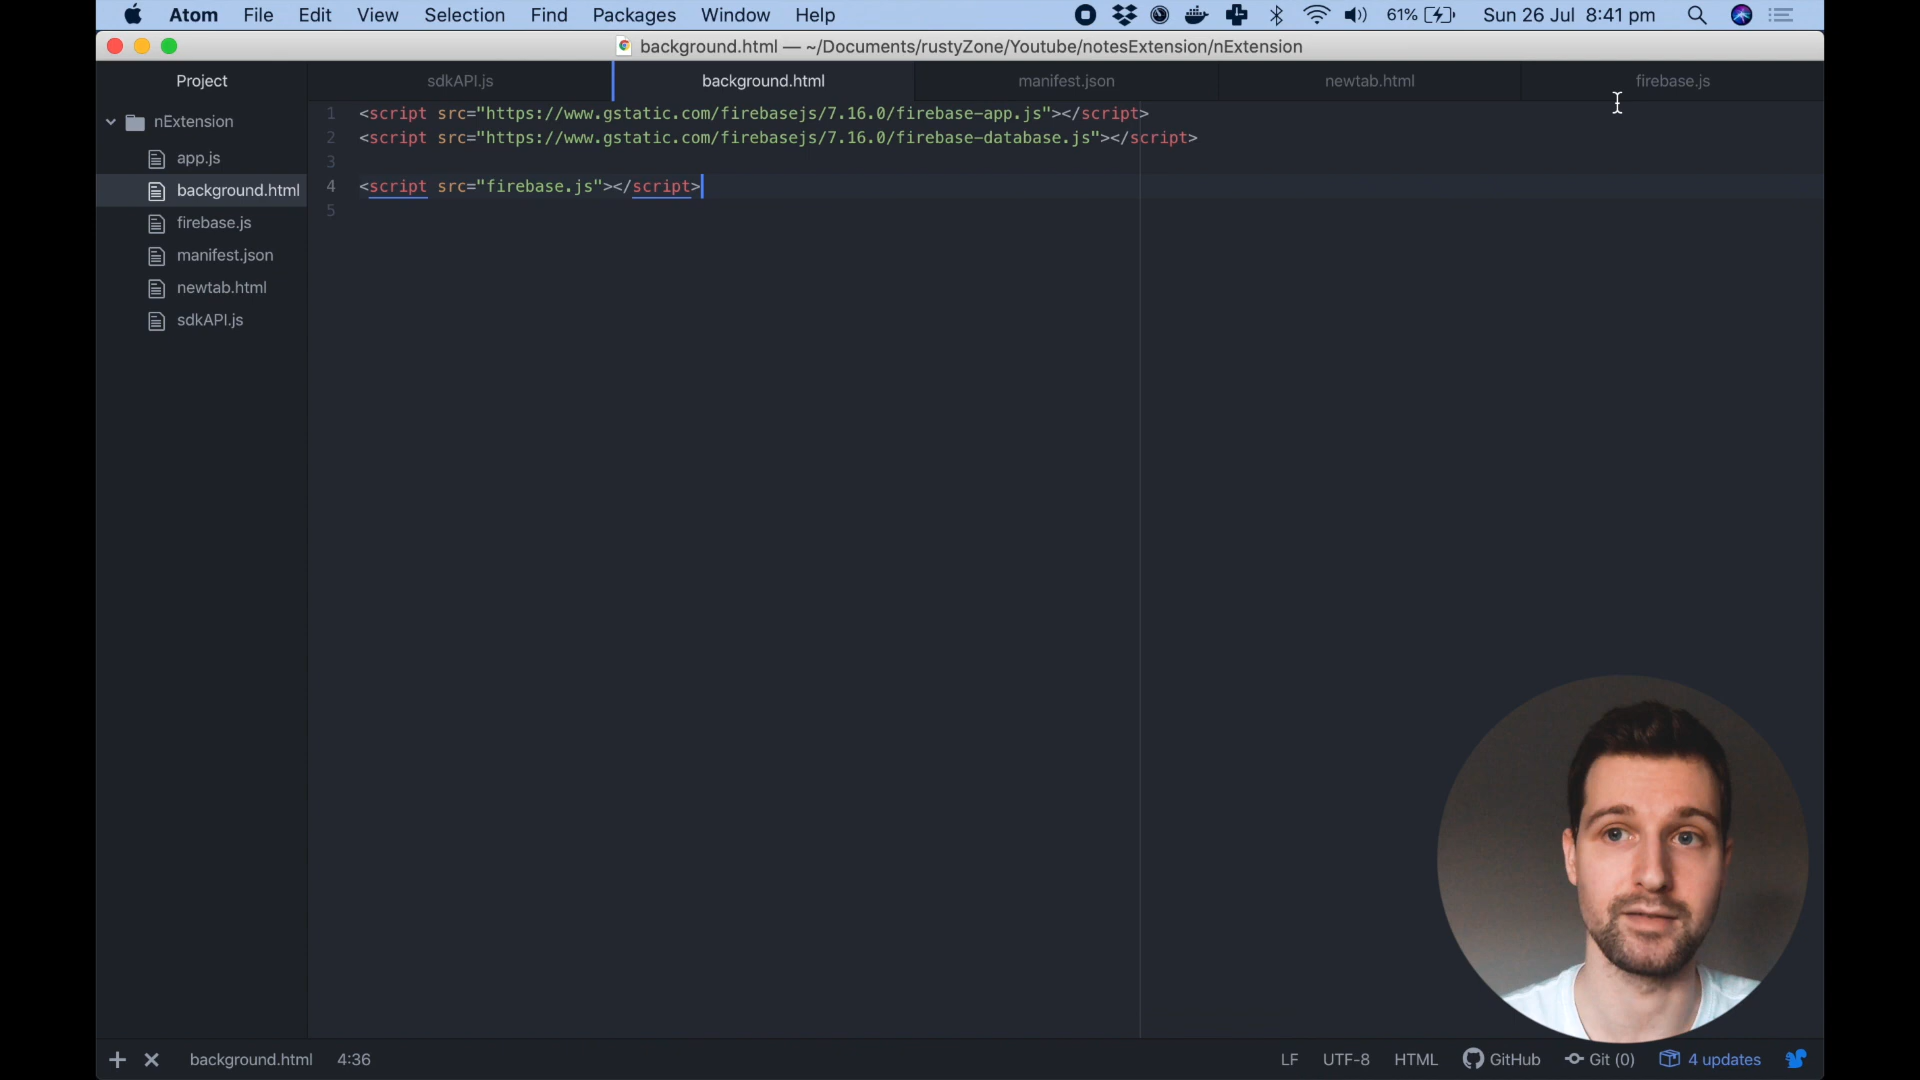 Atom File Edit View Selection Find Packages Window Help 61% Sun 26 Jul 8:41 pm
background.html — ~/Documents/rustyZone/Youtube/notesExtension/nExtension
Project
sdkAPI.js background.html manifest.json newtab.html firebase.js
nExtension
app.js
background.html
firebase.js
manifest.json
newtab.html
sdkAPI.js
1 <script src="https://www.gstatic.com/firebasejs/7.16.0/firebase-app.js"></script>
2 <script src="https://www.gstatic.com/firebasejs/7.16.0/firebase-database.js"></script>
3
4 <script src="firebase.js"></script>
5
background.html 4:36 LF UTF-8 HTML GitHub Git (0) 4 updates